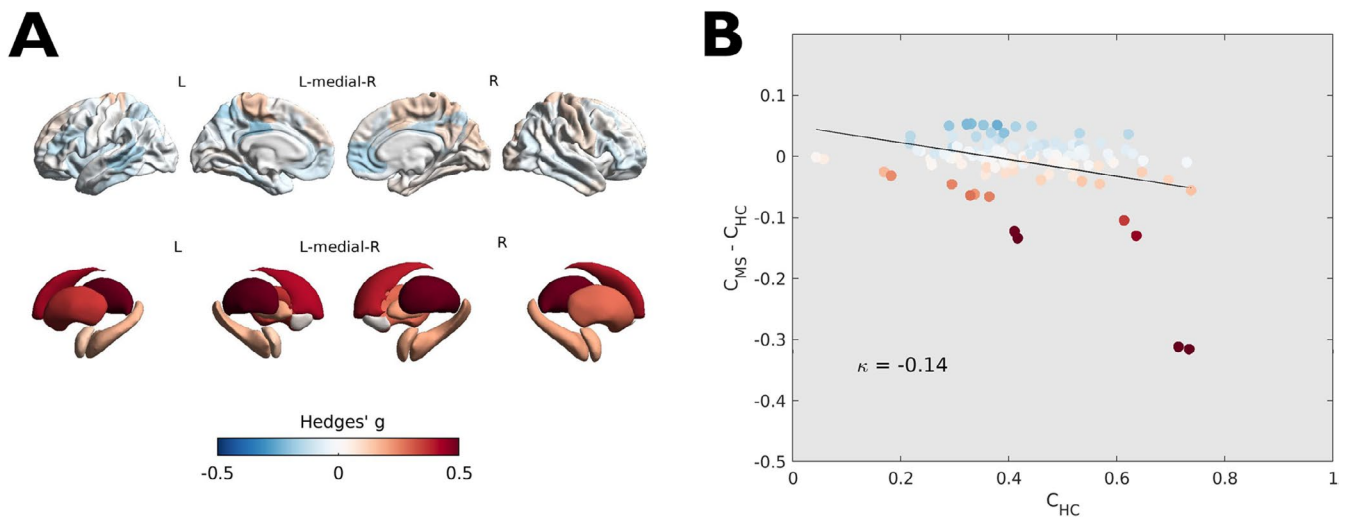 A
L
L-medial-R
R
L
L-medial-R
R
Hedges' g
-0.5
0
0.5
B
0.1
0
-0.1
-0.2
-0.3
-0.4
-0.5
C_MS - C_HC
κ = -0.14
0
0.2
0.4
0.6
0.8
1
C_HC